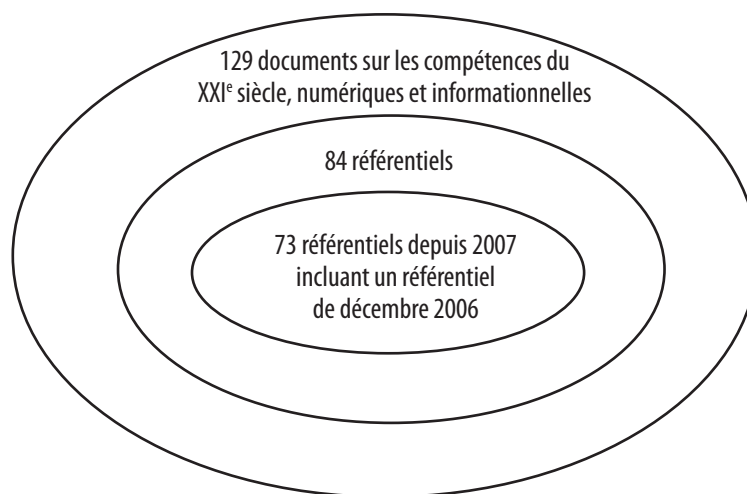 129 documents sur les compétences du
XXIe siècle, numériques et informationnelles
84 référentiels
73 référentiels depuis 2007
incluant un référentiel
de décembre 2006